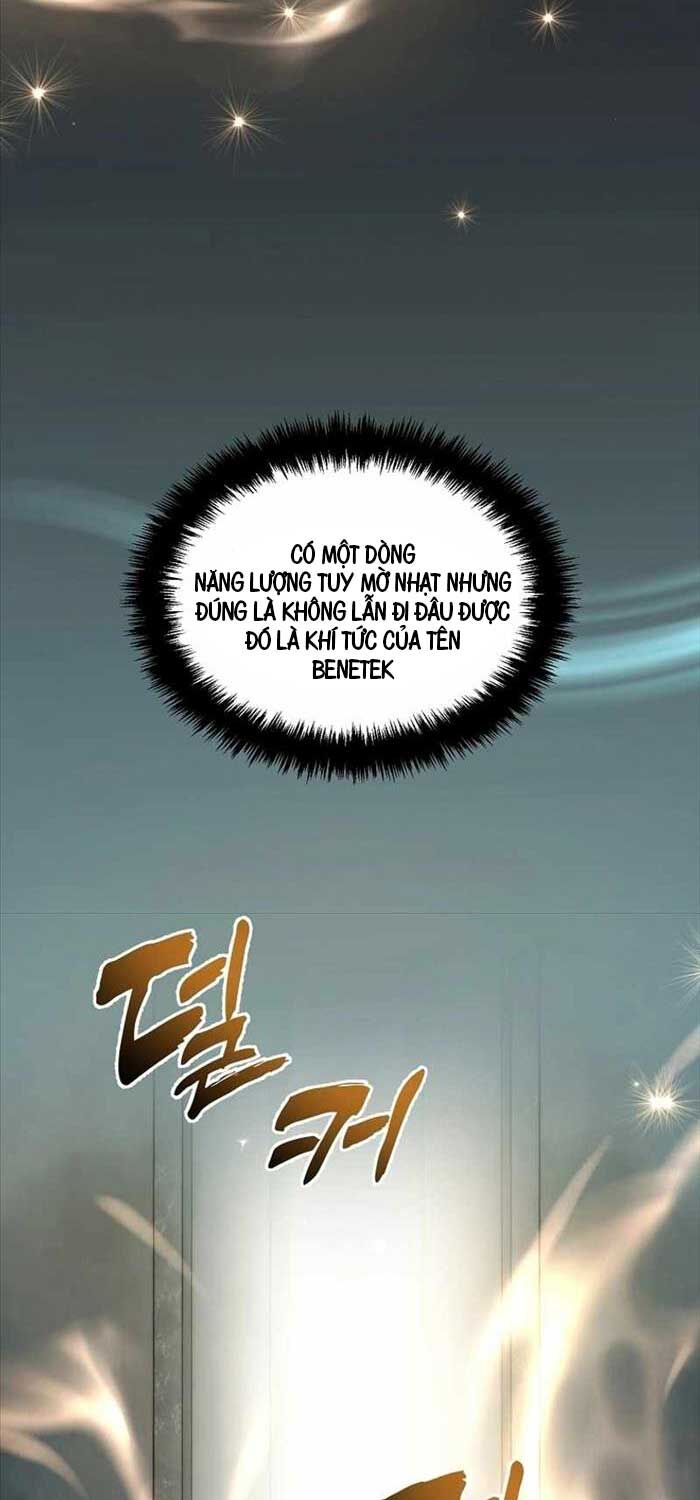 CÓ MỘT DÒNG
NĂNG LƯỢNG TUY MỜ NHẠT NHƯNG
ĐÚNG LÀ KHÔNG LẪN ĐI ĐÂU ĐƯỢC
ĐÓ LÀ KHÍ TỨC CỦA TÊN
BENETEK
덜
커